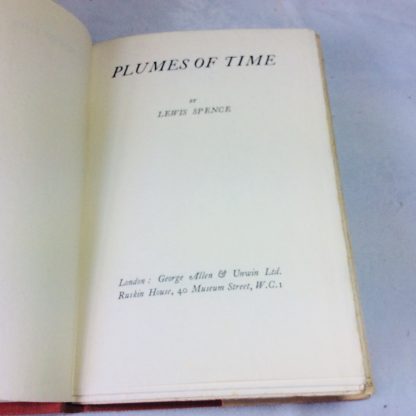 PLUMES OF TIME
BY
LEWIS SPENCE
London: George Allen & Unwin Ltd.
Ruskin House, 40 Museum Street, W.C.1